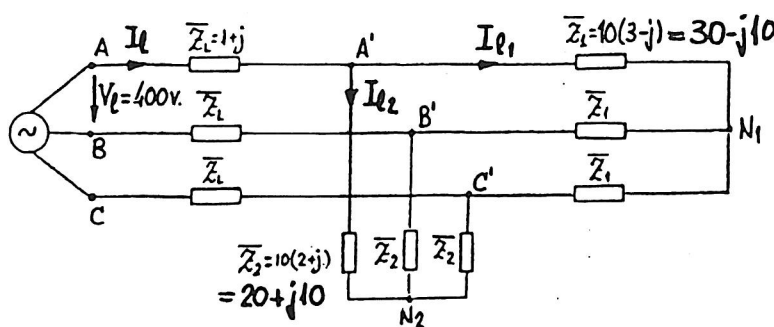 A
I_ℓ
Z̅_L=1+j
A'
I_ℓ1
Z̅_1=10(3-j)=30-j10
V_ℓ=400v.
I_ℓ2
~
B
Z̅_L
B'
Z̅_1
N_1
C
Z̅_L
C'
Z̅_1
Z̅_2=10(2+j)
=20+j10
Z̅_2
Z̅_2
N_2